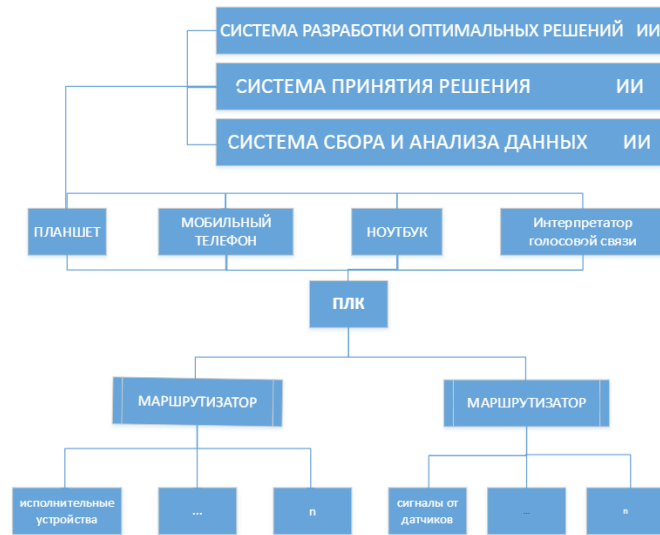 СИСТЕМА РАЗРАБОТКИ ОПТИМАЛЬНЫХ РЕШЕНИЙ ИИ
СИСТЕМА ПРИНЯТИЯ РЕШЕНИЯ ИИ
СИСТЕМА СБОРА И АНАЛИЗА ДАННЫХ ИИ
ПЛАНШЕТ
МОБИЛЬНЫЙ
ТЕЛЕФОН
НОУТБУК
Интерпретатор
голосовой связи
ПЛК
МАРШРУТИЗАТОР
МАРШРУТИЗАТОР
исполнительные
устройства
...
n
сигналы от
датчиков
...
n